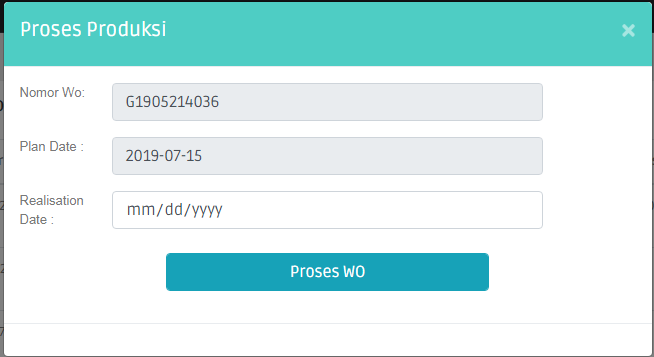 Proses Produksi ×
Nomor Wo:
G1905214036
Plan Date :
2019-07-15
Realisation
Date :
mm/dd/yyyy
Proses WO